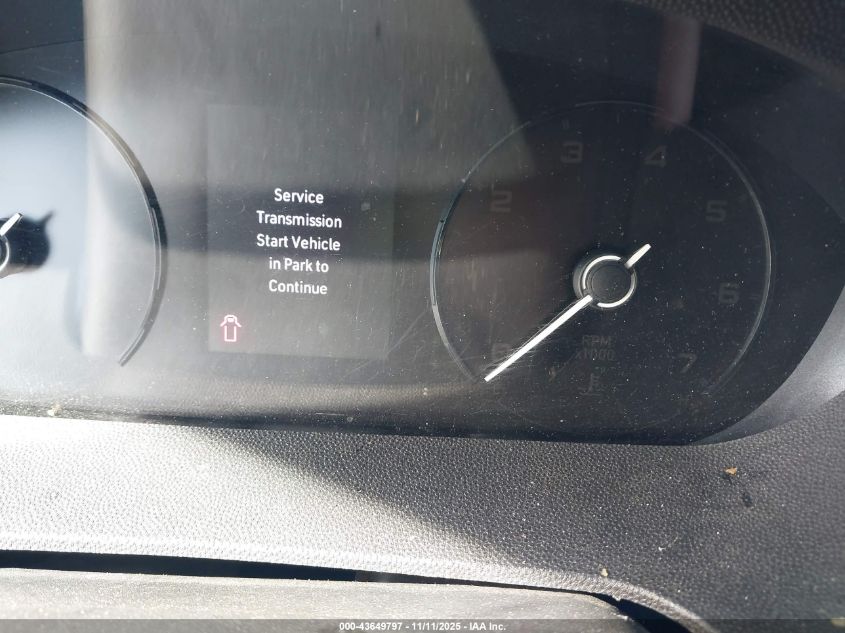 Service
Transmission
Start Vehicle
in Park to
Continue
2
3
4
5
6
7
RPM
x1000
000-43649797 - 11/11/2025 - IAA Inc.